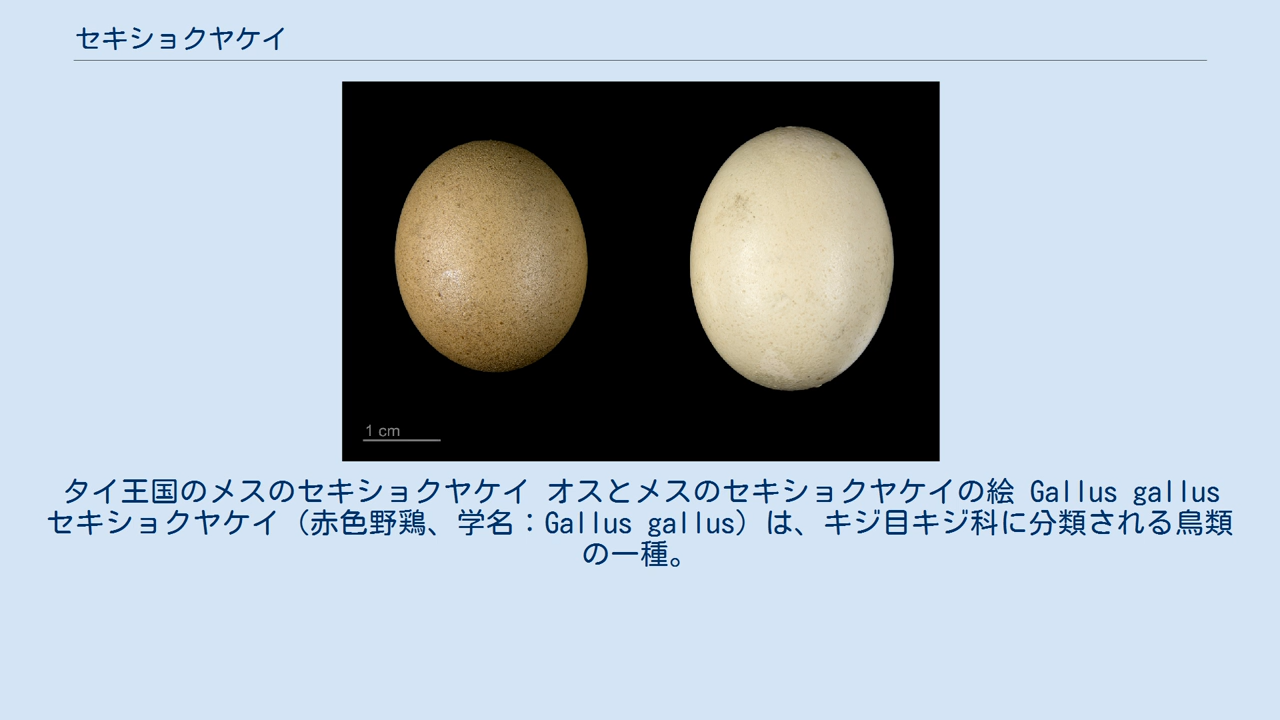 セキショクヤケイ
1 cm
タイ王国のメスのセキショクヤケイ オスとメスのセキショクヤケイの絵 Gallus gallus
セキショクヤケイ（赤色野鶏、学名：Gallus gallus）は、キジ目キジ科に分類される鳥類
の一種。